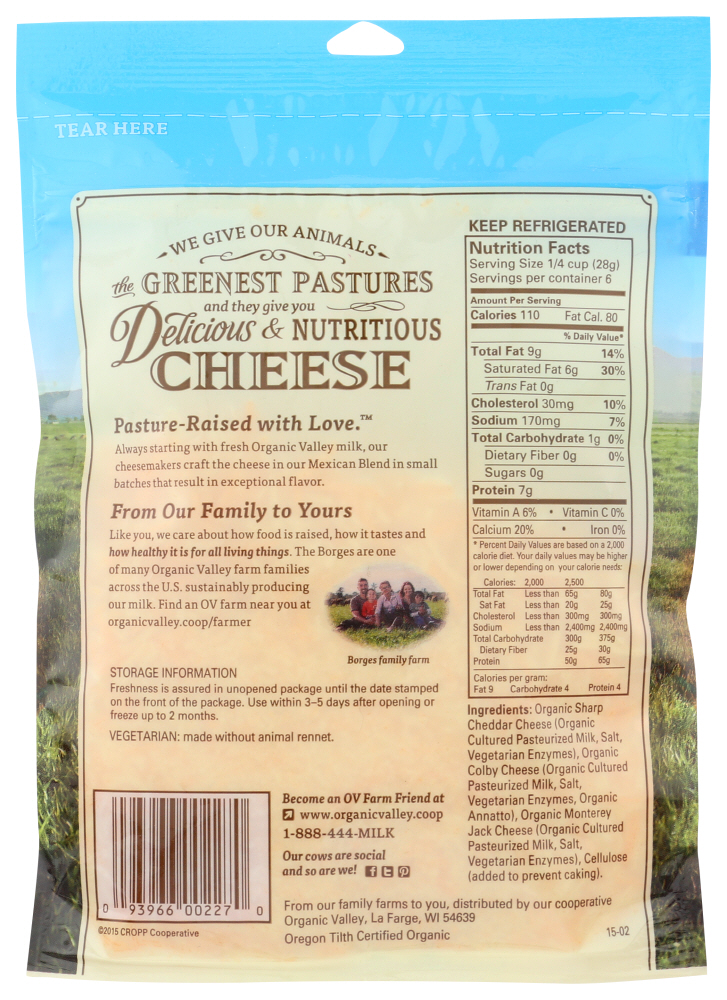 TEAR HERE
WE GIVE OUR ANIMALS
the GREENEST PASTURES
and they give you
Delicious & NUTRITIOUS
CHEESE
Pasture-Raised with Love.™
Always starting with fresh Organic Valley milk, our
cheesemakers craft the cheese in our Mexican Blend in small
batches that result in exceptional flavor.
From Our Family to Yours
Like you, we care about how food is raised, how it tastes and
how healthy it is for all living things. The Borges are one
of many Organic Valley farm families
across the U.S. sustainably producing
our milk. Find an OV farm near you at
organicvalley.coop/farmer
Borges family farm
STORAGE INFORMATION
Freshness is assured in unopened package until the date stamped
on the front of the package. Use within 3–5 days after opening or
freeze up to 2 months.
VEGETARIAN: made without animal rennet.
KEEP REFRIGERATED
Nutrition Facts
Serving Size 1/4 cup (28g)
Servings per container 6
Amount Per Serving
Calories 110 Fat Cal. 80
% Daily Value*
Total Fat 9g 14%
Saturated Fat 6g 30%
Trans Fat 0g
Cholesterol 30mg 10%
Sodium 170mg 7%
Total Carbohydrate 1g 0%
Dietary Fiber 0g 0%
Sugars 0g
Protein 7g
Vitamin A 6% • Vitamin C 0%
Calcium 20% • Iron 0%
* Percent Daily Values are based on a 2,000
calorie diet. Your daily values may be higher
or lower depending on your calorie needs:
Calories: 2,000 2,500
Total Fat Less than 65g 80g
Sat Fat Less than 20g 25g
Cholesterol Less than 300mg 300mg
Sodium Less than 2,400mg 2,400mg
Total Carbohydrate 300g 375g
Dietary Fiber 25g 30g
Protein 50g 65g
Calories per gram:
Fat 9 Carbohydrate 4 Protein 4
Ingredients: Organic Sharp
Cheddar Cheese (Organic
Cultured Pasteurized Milk, Salt,
Vegetarian Enzymes), Organic
Colby Cheese (Organic Cultured
Pasteurized Milk, Salt,
Vegetarian Enzymes, Organic
Annatto), Organic Monterey
Jack Cheese (Organic Cultured
Pasteurized Milk, Salt,
Vegetarian Enzymes), Cellulose
(added to prevent caking).
0 93966 00227 0
©2015 CROPP Cooperative
Become an OV Farm Friend at
www.organicvalley.coop
1-888-444-MILK
Our cows are social
and so are we!
From our family farms to you, distributed by our cooperative
Organic Valley, La Farge, WI 54639
Oregon Tilth Certified Organic
15-02